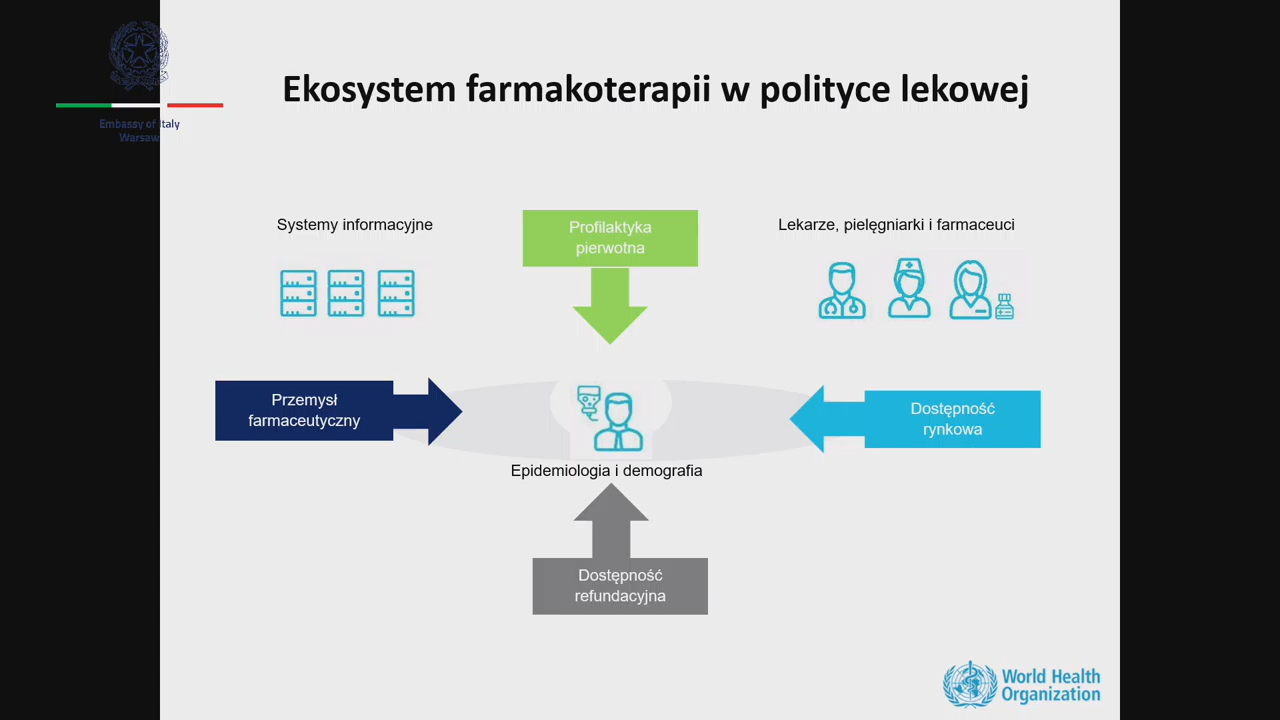 Embassy of Italy
Warsaw
Ekosystem farmakoterapii w polityce lekowej
Systemy informacyjne
Profilaktyka
pierwotna
Lekarze, pielęgniarki i farmaceuci
Przemysł
farmaceutyczny
Dostępność
rynkowa
Epidemiologia i demografia
Dostępność
refundacyjna
World Health
Organization